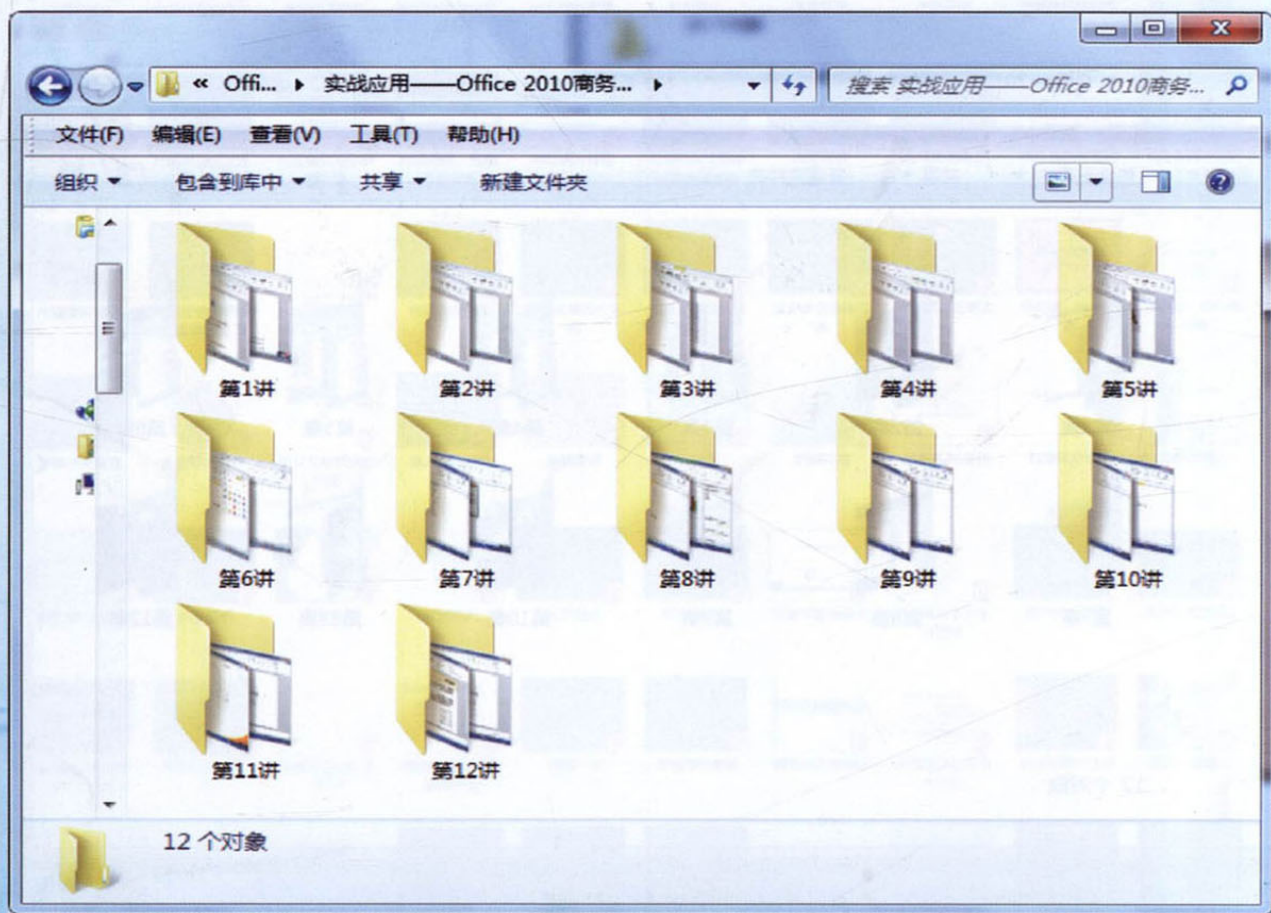 « Offi... ▸ 实战应用——Office 2010商务... ▸ 搜索 实战应用——Office 2010商务...
文件(F) 编辑(E) 查看(V) 工具(T) 帮助(H)
组织 包含到库中 共享 新建文件夹
第1讲 第2讲 第3讲 第4讲 第5讲
第6讲 第7讲 第8讲 第9讲 第10讲
第11讲 第12讲
12 个对象